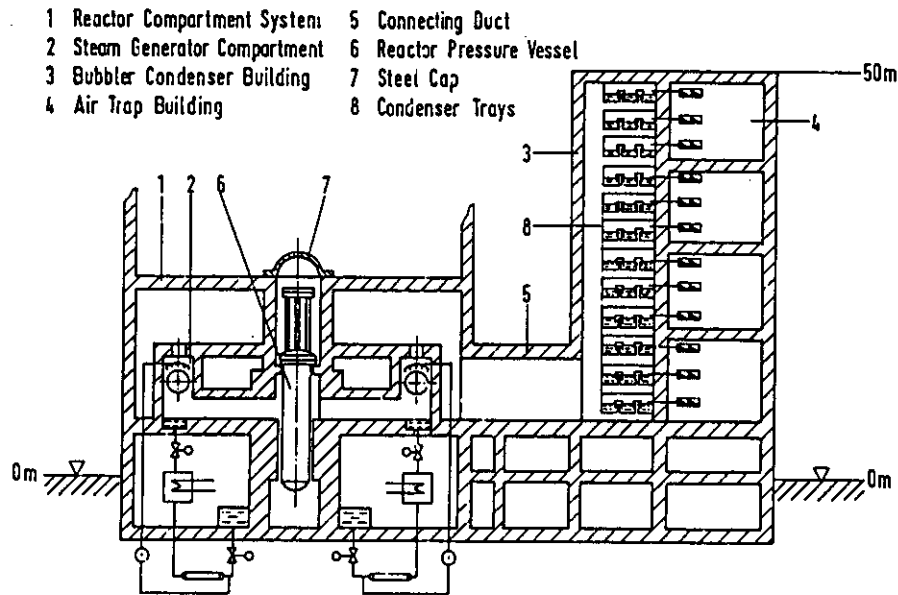 1 Reactor Compartment System
2 Steam Generator Compartment
3 Bubbler Condenser Building
4 Air Trap Building
5 Connecting Duct
6 Reactor Pressure Vessel
7 Steel Cap
8 Condenser Trays
50m
4
3
1 2 6 7
8
5
0m
0m